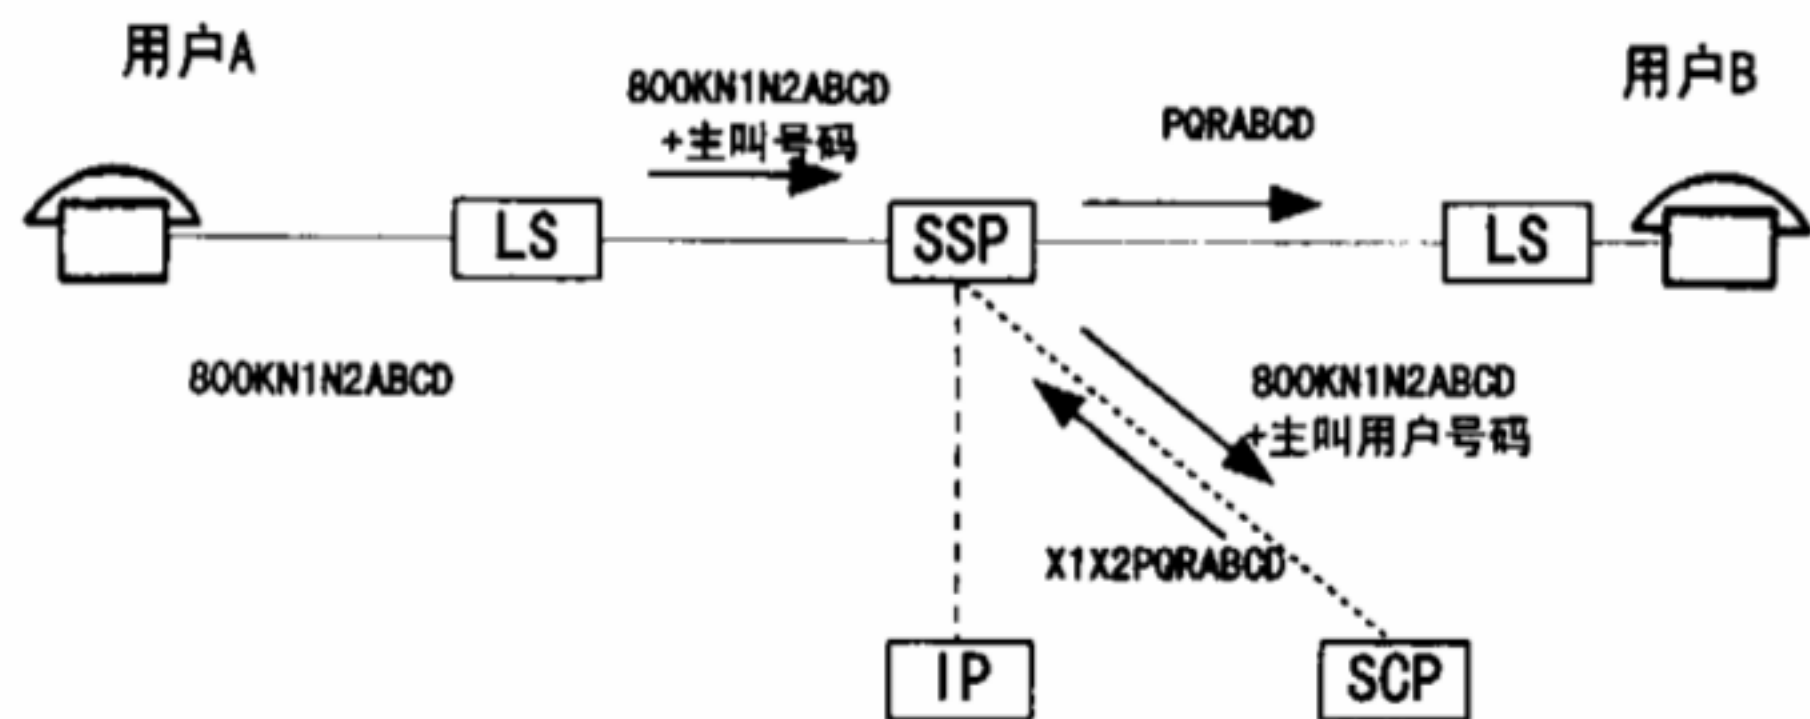 用户A
用户B
800KN1N2ABCD
+主叫号码
PQRABCD
LS
SSP
LS
800KN1N2ABCD
800KN1N2ABCD
+主叫用户号码
X1X2PQRABCD
IP
SCP